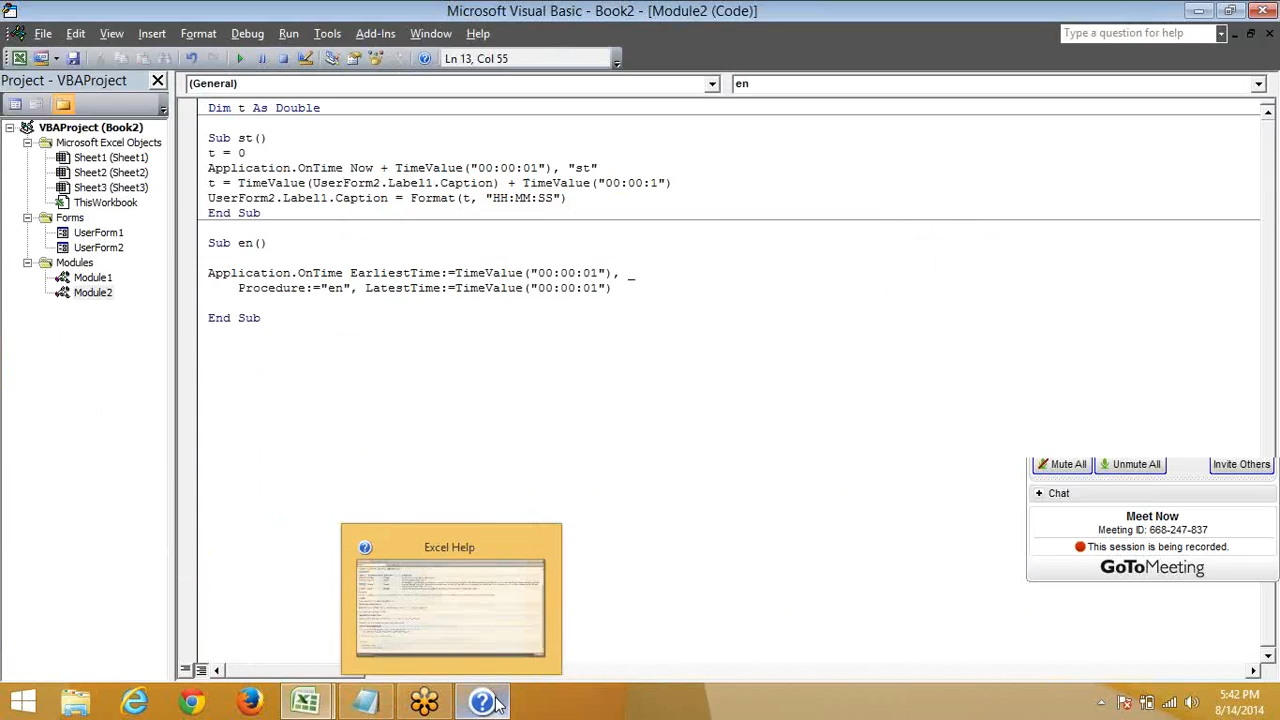 Microsoft Visual Basic - Book2 - [Module2 (Code)]
File Edit View Insert Format Debug Run Tools Add-Ins Window Help
Type a question for help
Ln 13, Col 55
Project - VBAProject
(General)
en
VBAProject (Book2)
Microsoft Excel Objects
Sheet1 (Sheet1)
Sheet2 (Sheet2)
Sheet3 (Sheet3)
ThisWorkbook
Forms
UserForm1
UserForm2
Modules
Module1
Module2
Dim t As Double
Sub st()
t = 0
Application.OnTime Now + TimeValue("00:00:01"), "st"
t = TimeValue(UserForm2.Label1.Caption) + TimeValue("00:00:1")
UserForm2.Label1.Caption = Format(t, "HH:MM:SS")
End Sub
Sub en()
Application.OnTime EarliestTime:=TimeValue("00:00:01"), _
Procedure:="en", LatestTime:=TimeValue("00:00:01")
End Sub
Mute All Unmute All Invite Others
Chat
Meet Now
Meeting ID: 668-247-837
This session is being recorded.
GoToMeeting
Excel Help
5:42 PM
8/14/2014